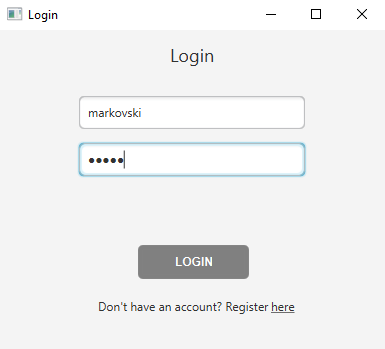 Login
Login
markovski
•••••
LOGIN
Don't have an account? Register here